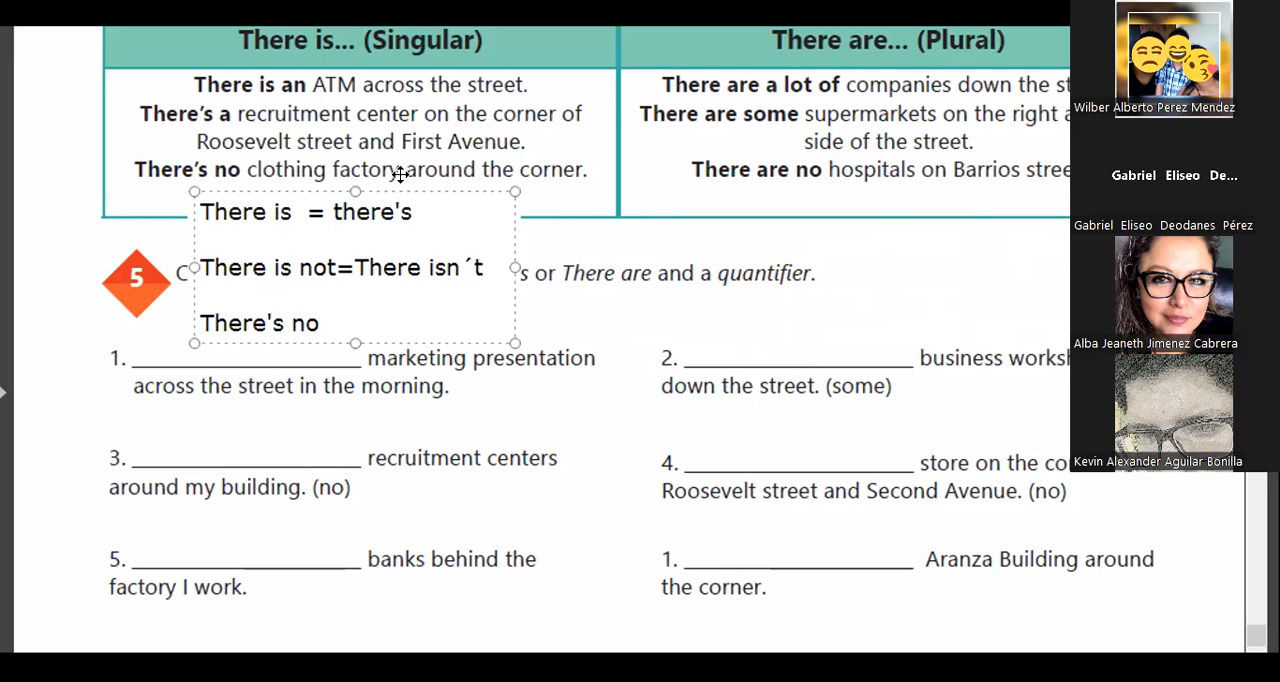 There is... (Singular)
There are... (Plural)
There is an ATM across the street.
There's a recruitment center on the corner of
Roosevelt street and First Avenue.
There's no clothing factory around the corner.
There are a lot of companies down the
There are some supermarkets on the right
side of the street.
There are no hospitals on Barrios
There is = there's
There is not=There isn´t
There's no
5
or There are and a quantifier.
1. ____________________ marketing presentation
across the street in the morning.
2. ____________________ business
down the street. (some)
3. ____________________ recruitment centers
around my building. (no)
4. ____________________ store on the
Roosevelt street and Second Avenue. (no)
5. ____________________ banks behind the
factory I work.
1. ____________________ Aranza Building around
the corner.
Wilber Alberto Perez Mendez
Gabriel Eliseo De...
Gabriel Eliseo Deodanes Pérez
Alba Jeaneth Jimenez Cabrera
Kevin Alexander Aguilar Bonilla